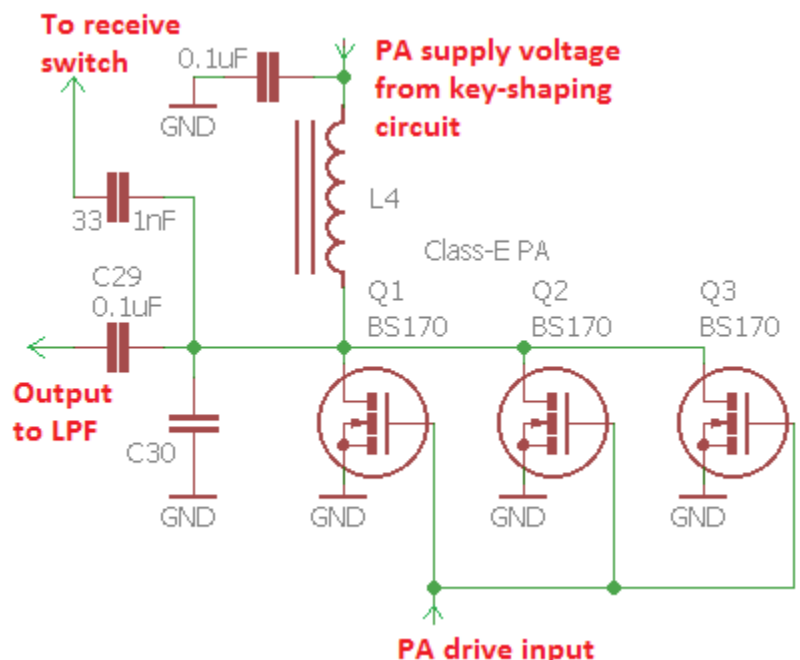 To receive
switch
0.1uF
GND
PA supply voltage
from key-shaping
circuit
33
1nF
L4
Class-E PA
C29
0.1uF
Q1
BS170
Q2
BS170
Q3
BS170
Output
to LPF
C30
GND
GND
GND
GND
PA drive input